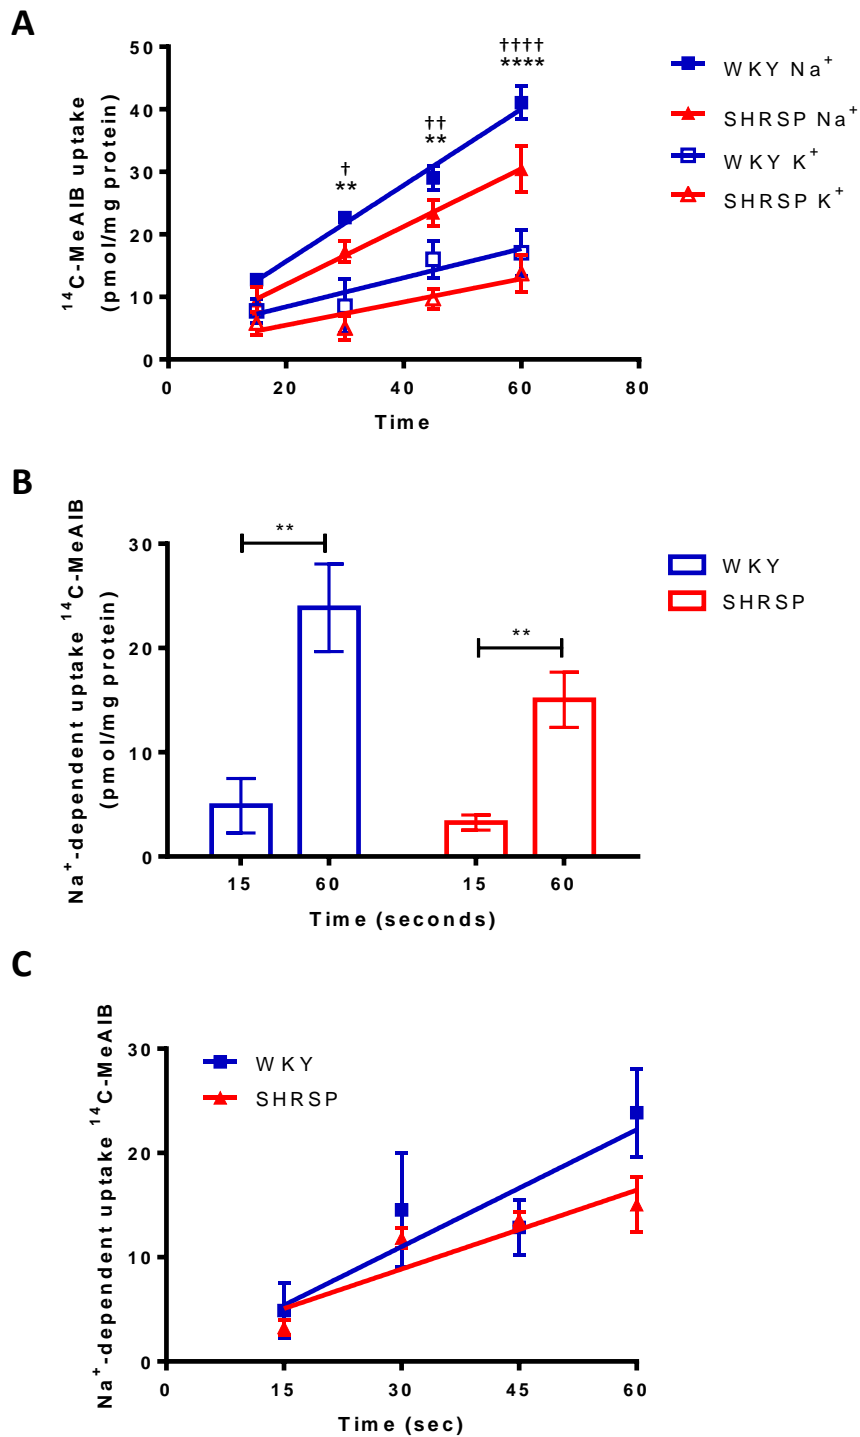 A
††††
****
††
**
†
**
50
40
30
20
10
0
0 20 40 60 80
Time
¹⁴C-MeAIB uptake
(pmol/mg protein)
WKY Na⁺
SHRSP Na⁺
WKY K⁺
SHRSP K⁺
B
Na⁺-dependent uptake ¹⁴C-MeAIB
(pmol/mg protein)
30
20
10
0
**
**
15 60 15 60
Time (seconds)
WKY
SHRSP
C
Na⁺-dependent uptake ¹⁴C-MeAIB
30
20
10
0
WKY
SHRSP
0 15 30 45 60
Time (sec)